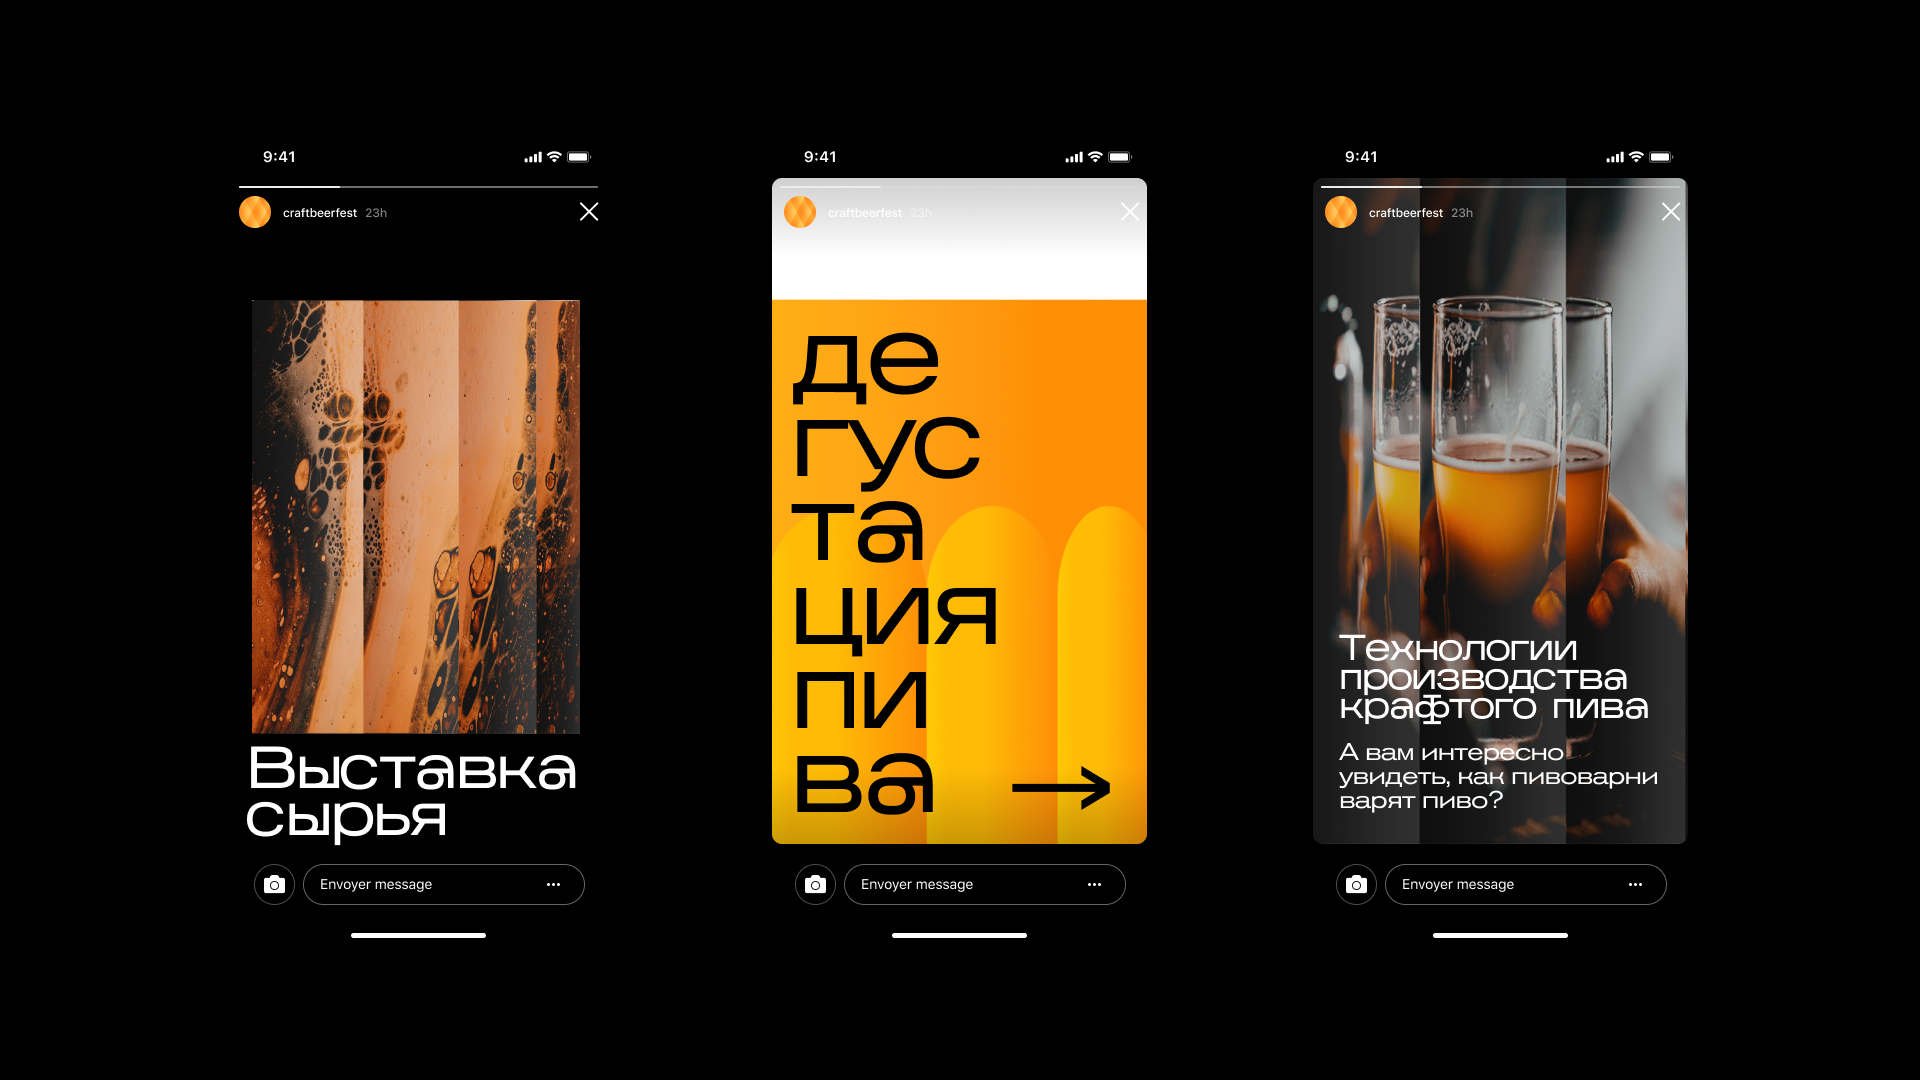 9:41
craftbeerfest 23h
Выставка
сырья
Envoyer message
9:41
craftbeerfest 23h
де
гус
та
ция
пи
ва
Envoyer message
9:41
craftbeerfest 23h
Технологии
производства
крафтого пива
А вам интересно
увидеть, как пивоварни
варят пиво?
Envoyer message